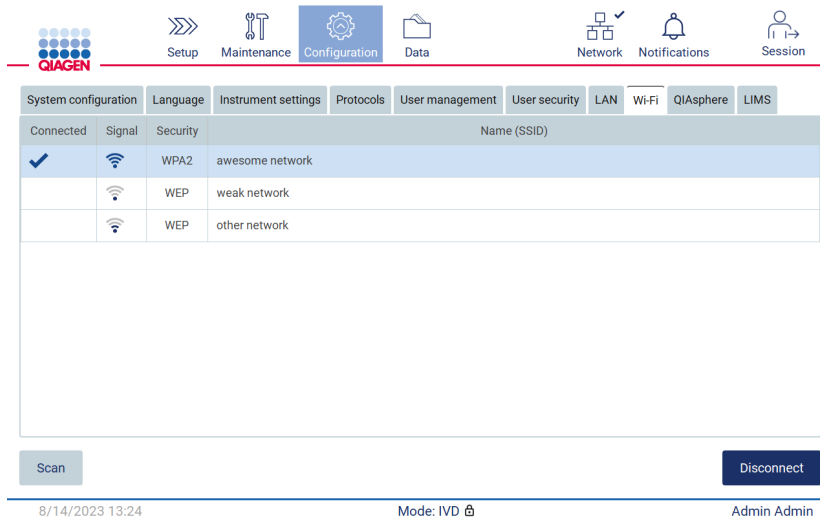 QIAGEN
Setup Maintenance Configuration Data Network Notifications Session
System configuration Language Instrument settings Protocols User management User security LAN Wi-Fi QIAsphere LIMS
Connected Signal Security Name (SSID)
WPA2 awesome network
WEP weak network
WEP other network
Scan Disconnect
8/14/2023 13:24 Mode: IVD Admin Admin